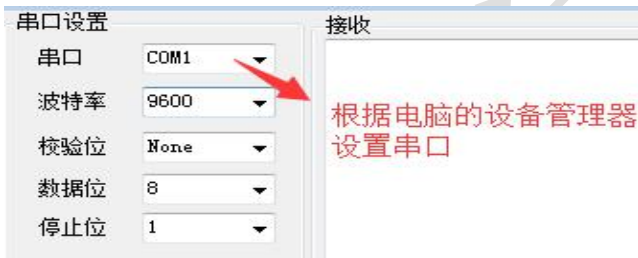 串口设置
串口 COM1
波特率 9600
校验位 None
数据位 8
停止位 1
接收
根据电脑的设备管理器
设置串口